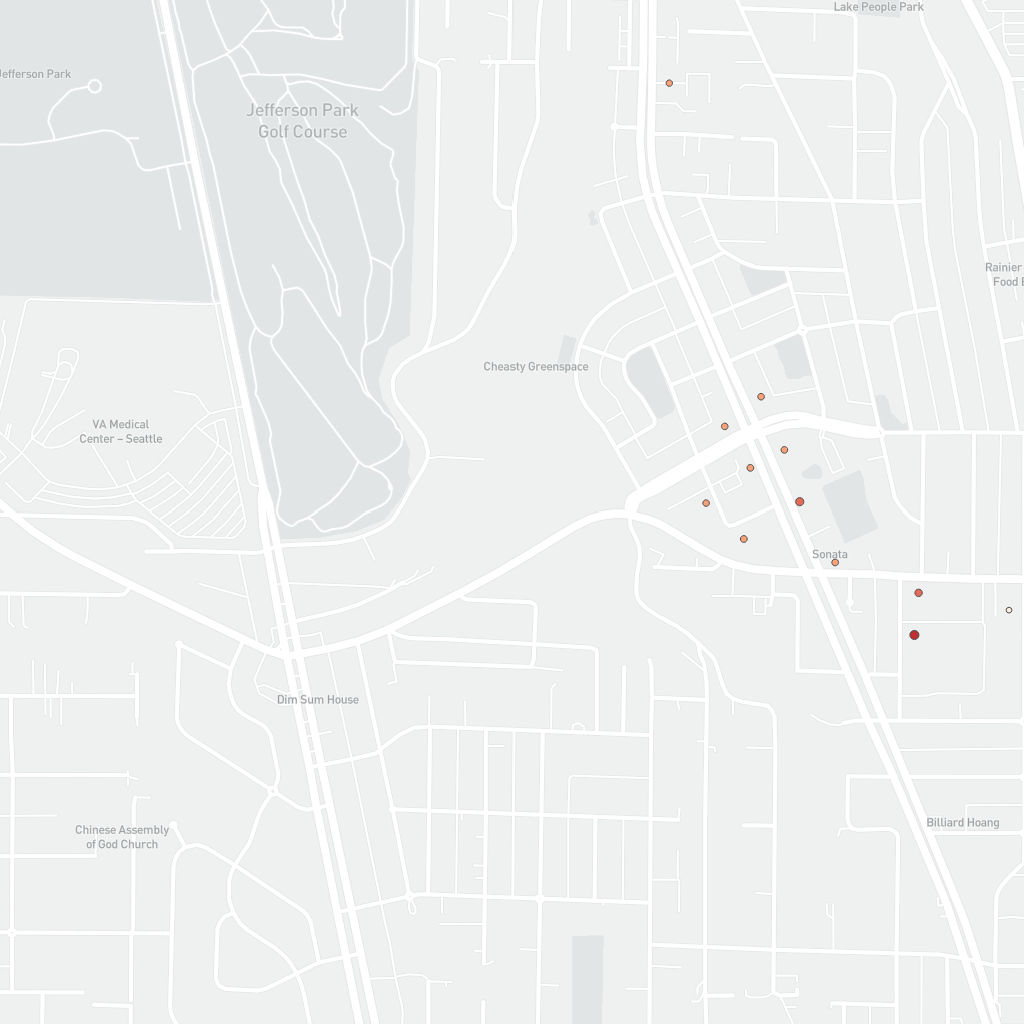 Lake People Park
Jefferson Park
Jefferson Park
Golf Course
Rainier
Food
Cheasty Greenspace
VA Medical
Center – Seattle
Sonata
Dim Sum House
Billiard Hoang
Chinese Assembly
of God Church